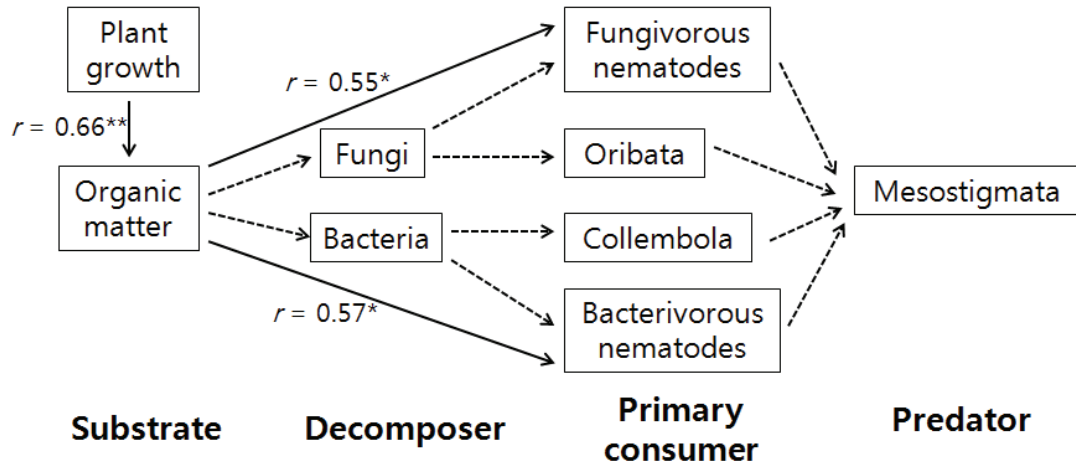 Plant
growth
r = 0.66**
Organic
matter
r = 0.55*
Fungi
Bacteria
r = 0.57*
Fungivorous
nematodes
Oribata
Collembola
Bacterivorous
nematodes
Mesostigmata
Substrate
Decomposer
Primary
consumer
Predator